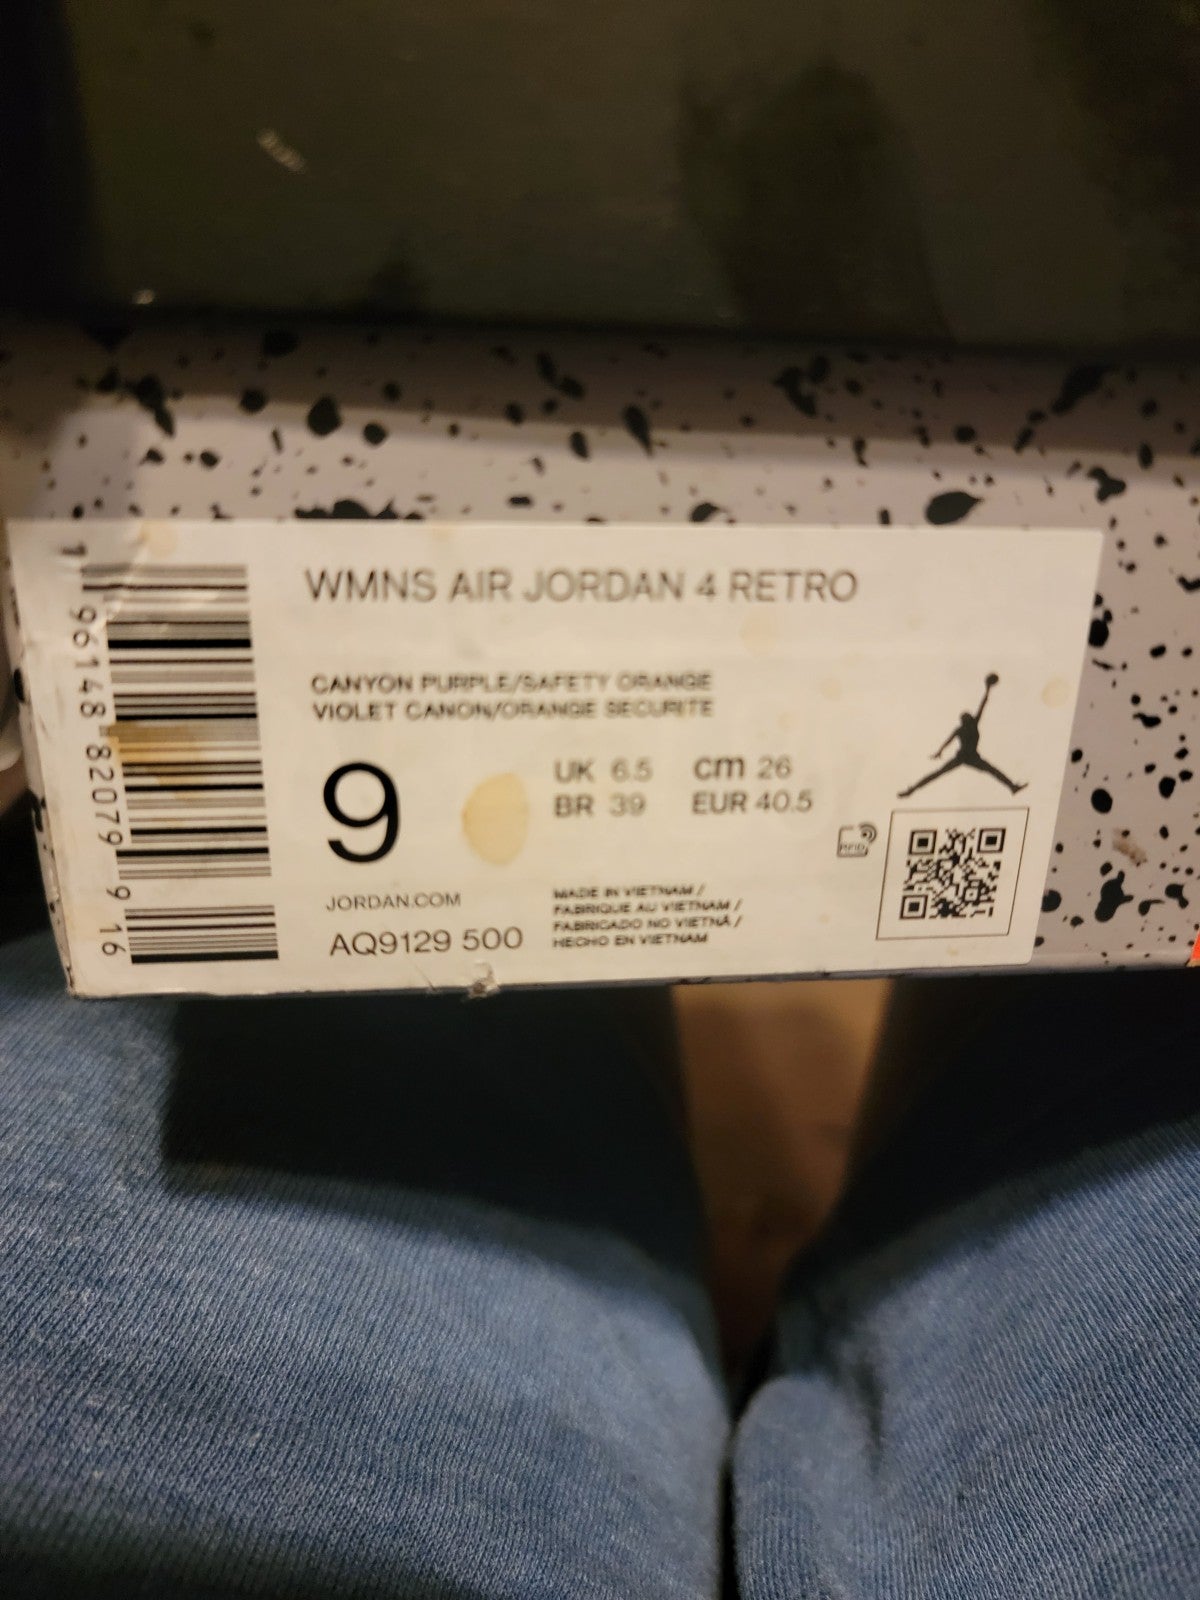 WMNS AIR JORDAN 4 RETRO
CANYON PURPLE/SAFETY ORANGE
VIOLET CANON/ORANGE SECURITE
9
UK 6.5 cm 26
BR 39 EUR 40.5
RFID
JORDAN.COM
AQ9129 500
MADE IN VIETNAM /
FABRIQUE AU VIETNAM /
FABRICADO NO VIETNÃ /
HECHO EN VIETNAM
1 96148 82079 9 16